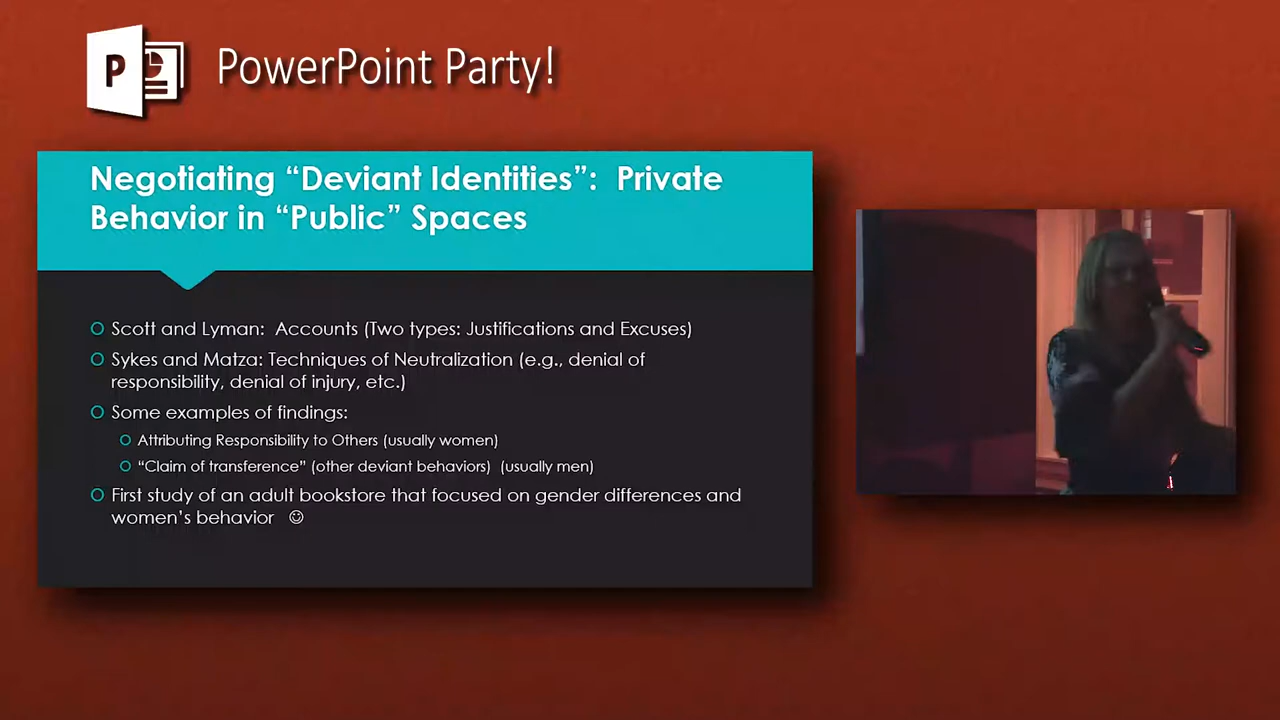 P
PowerPoint Party!
Negotiating “Deviant Identities”:  Private
Behavior in “Public” Spaces
Scott and Lyman:  Accounts (Two types: Justifications and Excuses)
Sykes and Matza: Techniques of Neutralization (e.g., denial of
responsibility, denial of injury, etc.)
Some examples of findings:
Attributing Responsibility to Others (usually women)
“Claim of transference” (other deviant behaviors)  (usually men)
First study of an adult bookstore that focused on gender differences and
women’s behavior  ☺